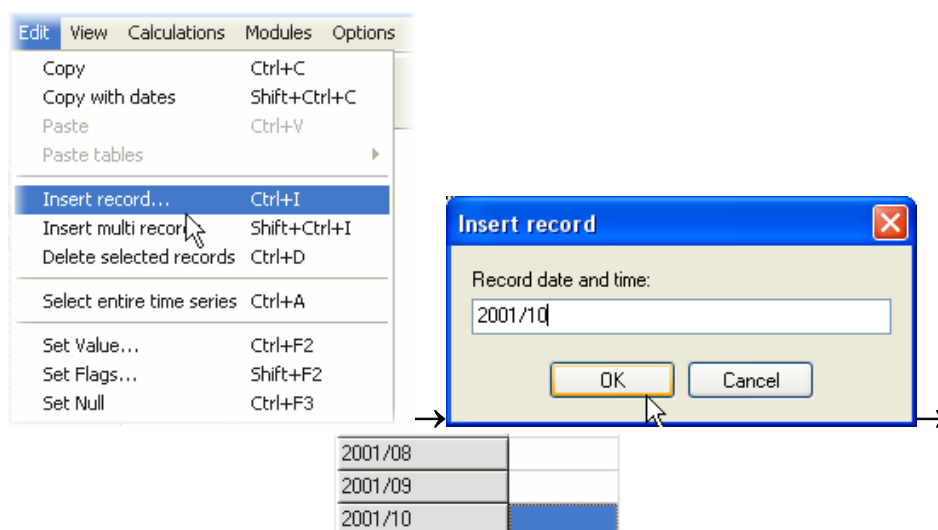 Edit View Calculations Modules Options
Copy Ctrl+C
Copy with dates Shift+Ctrl+C
Paste Ctrl+V
Paste tables
Insert record... Ctrl+I
Insert multi record Shift+Ctrl+I
Delete selected records Ctrl+D
Select entire time series Ctrl+A
Set Value... Ctrl+F2
Set Flags... Shift+F2
Set Null Ctrl+F3
→
Insert record
Record date and time:
2001/10
OK Cancel
→
2001/08
2001/09
2001/10